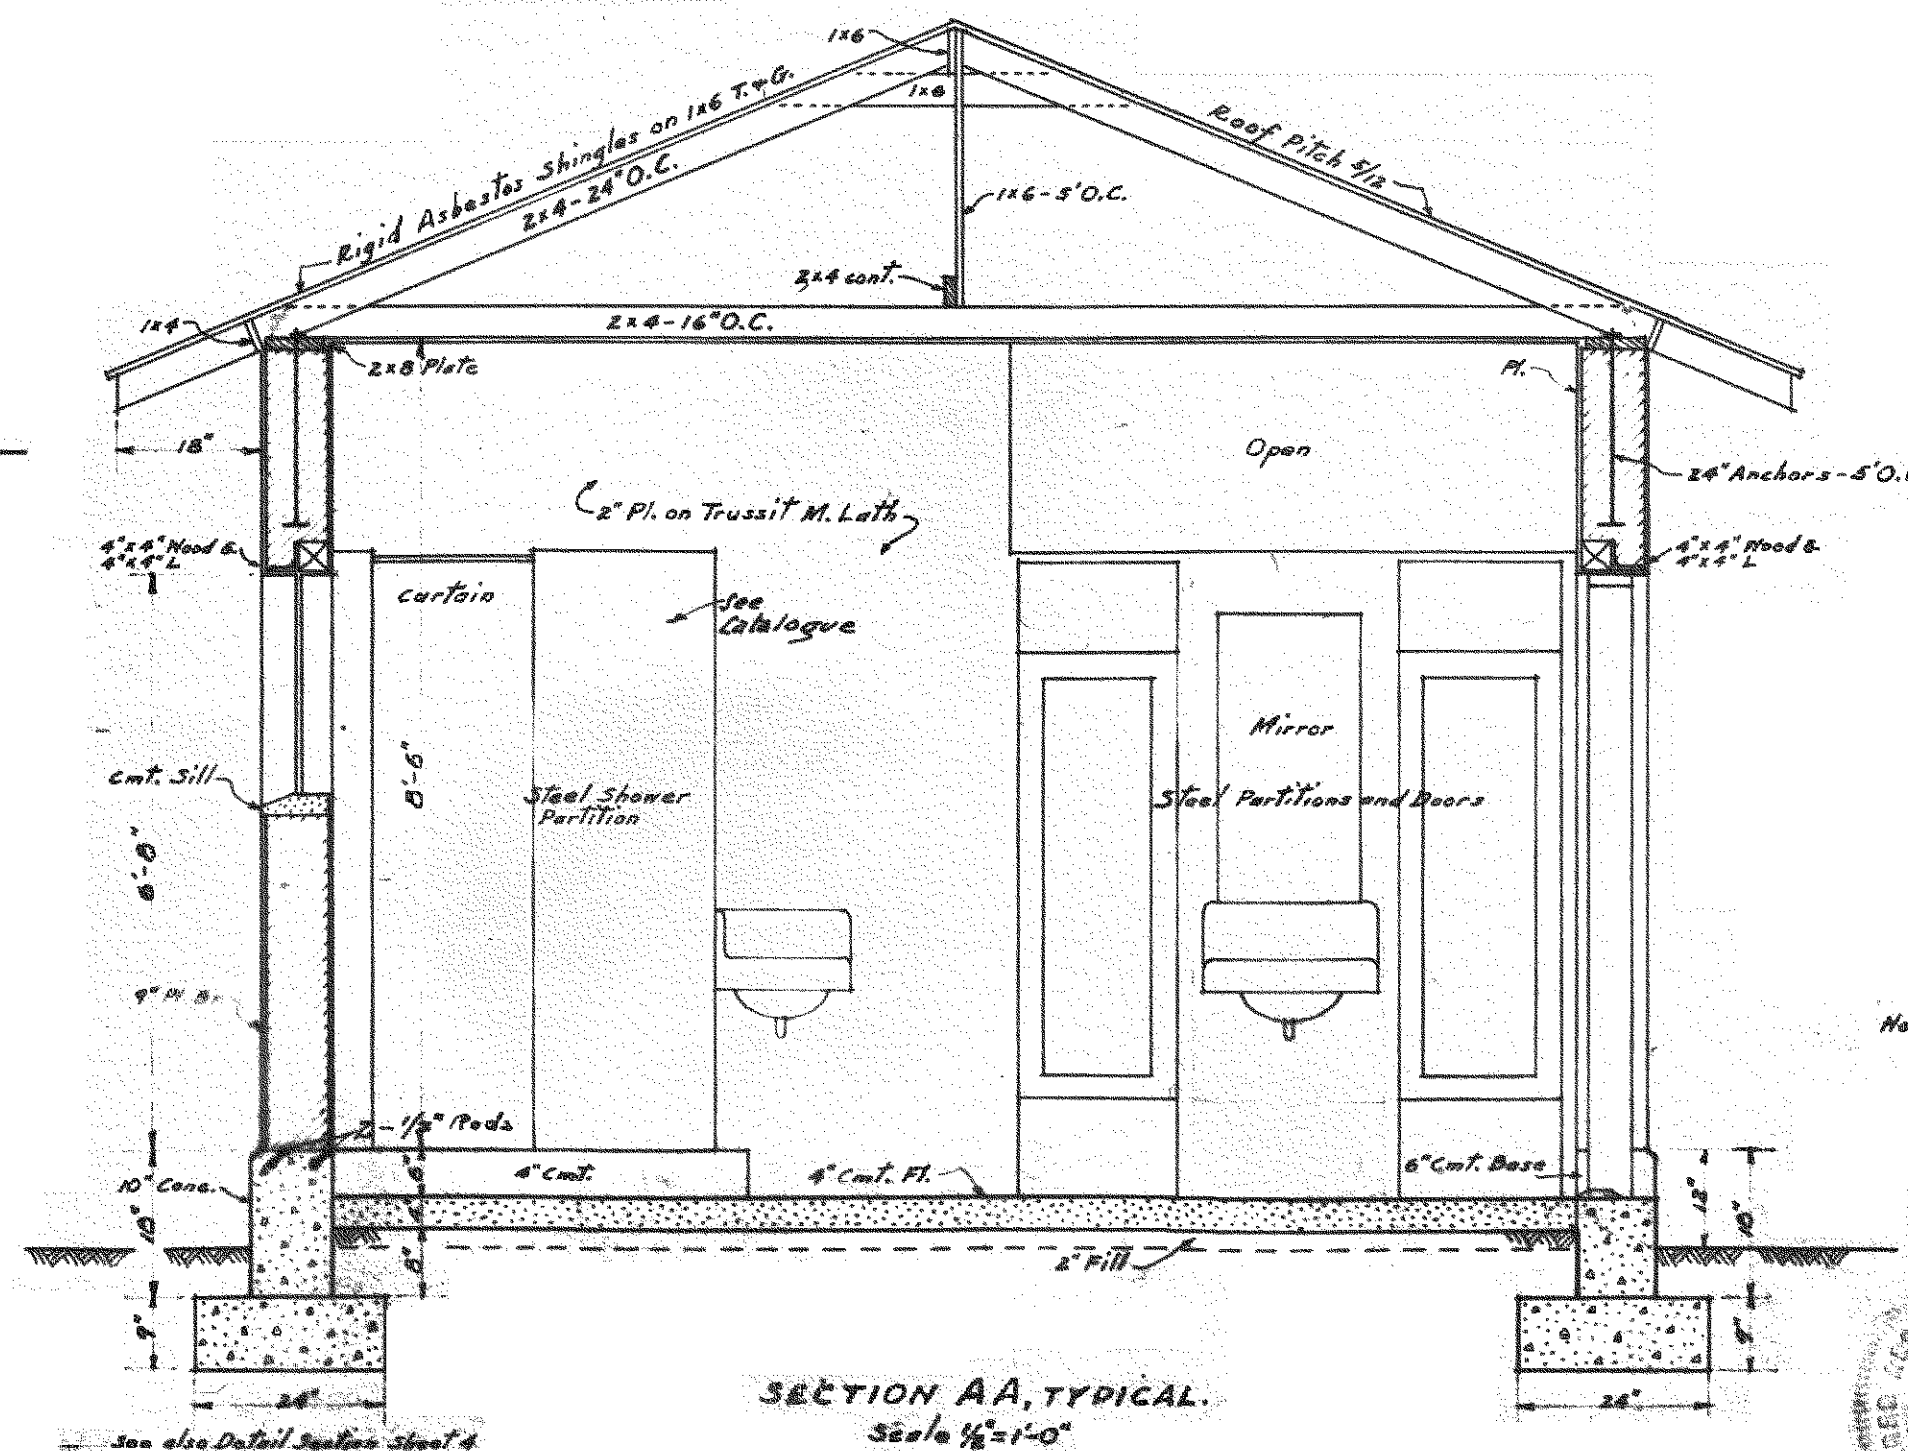 1x6
1x6
Rigid Asbestos Shingles on 1x6 T.&G.
2x4-24"O.C.
Roof Pitch 5/12
1x6-5'O.C.
2x4 cont.
1x4
2x4-16"O.C.
2x8 Plate
Pl.
18"
Open
24" Anchors-5'O.
2" Pl. on Trussit M. Lath
4"x4" Wood &
4"x4" L
4"x4" Wood &
4"x4" L
Curtain
See
Catalogue
Mirror
8'-6"
Cmt. Sill
Steel Shower
Partition
Steel Partitions and Doors
6'-8"
9"
2-1/2" Rods
10" Conc.
4" Cmt.
6"
4" Cmt. Fl.
6" Cmt. Base
10"
4"
8"
2" Fill
12"
10"
9"
9"
24"
24"
SECTION AA, TYPICAL.
Scale =1'-0"
See also Detail Section Sheet 4